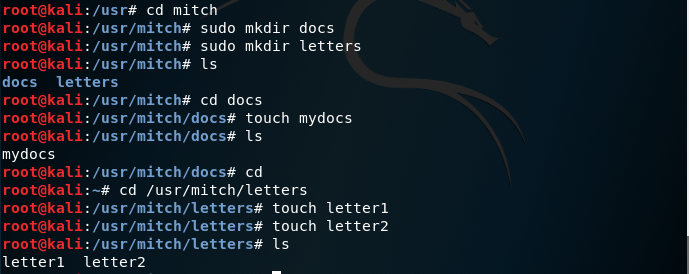 root@kali:/usr# cd mitch
root@kali:/usr/mitch# sudo mkdir docs
root@kali:/usr/mitch# sudo mkdir letters
root@kali:/usr/mitch# ls
docs  letters
root@kali:/usr/mitch# cd docs
root@kali:/usr/mitch/docs# touch mydocs
root@kali:/usr/mitch/docs# ls
mydocs
root@kali:/usr/mitch/docs# cd
root@kali:~# cd /usr/mitch/letters
root@kali:/usr/mitch/letters# touch letter1
root@kali:/usr/mitch/letters# touch letter2
root@kali:/usr/mitch/letters# ls
letter1  letter2